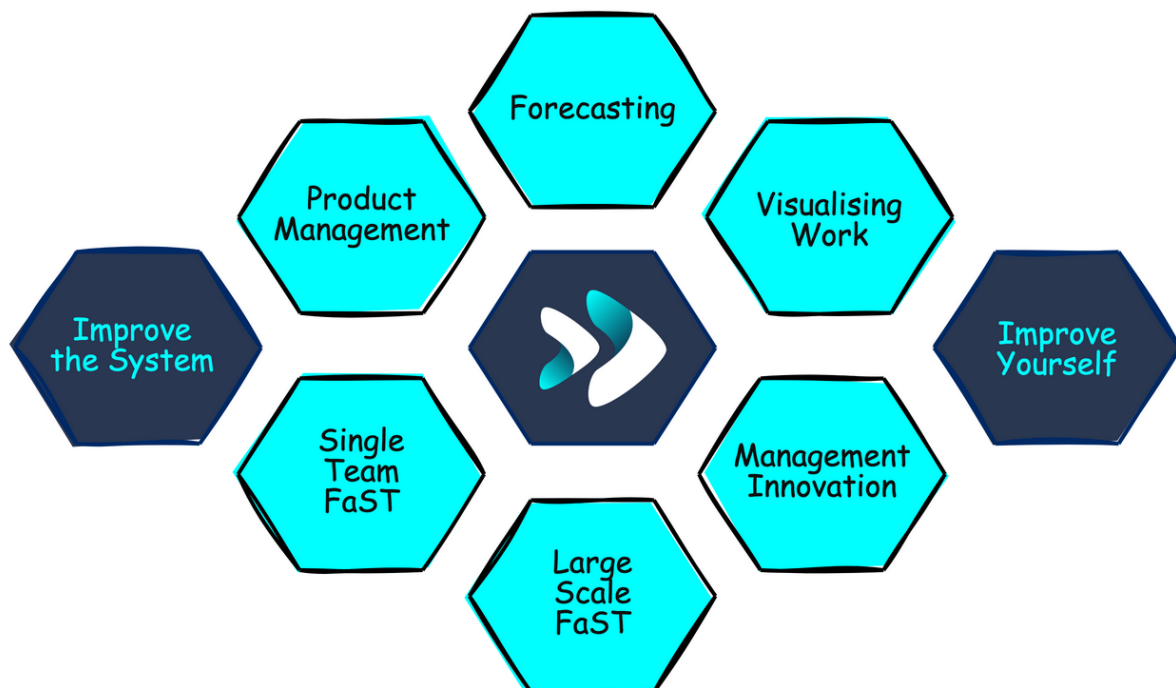 Forecasting
Product
Management
Visualising
Work
Improve
the System
Improve
Yourself
Single
Team
FaST
Management
Innovation
Large
Scale
FaST